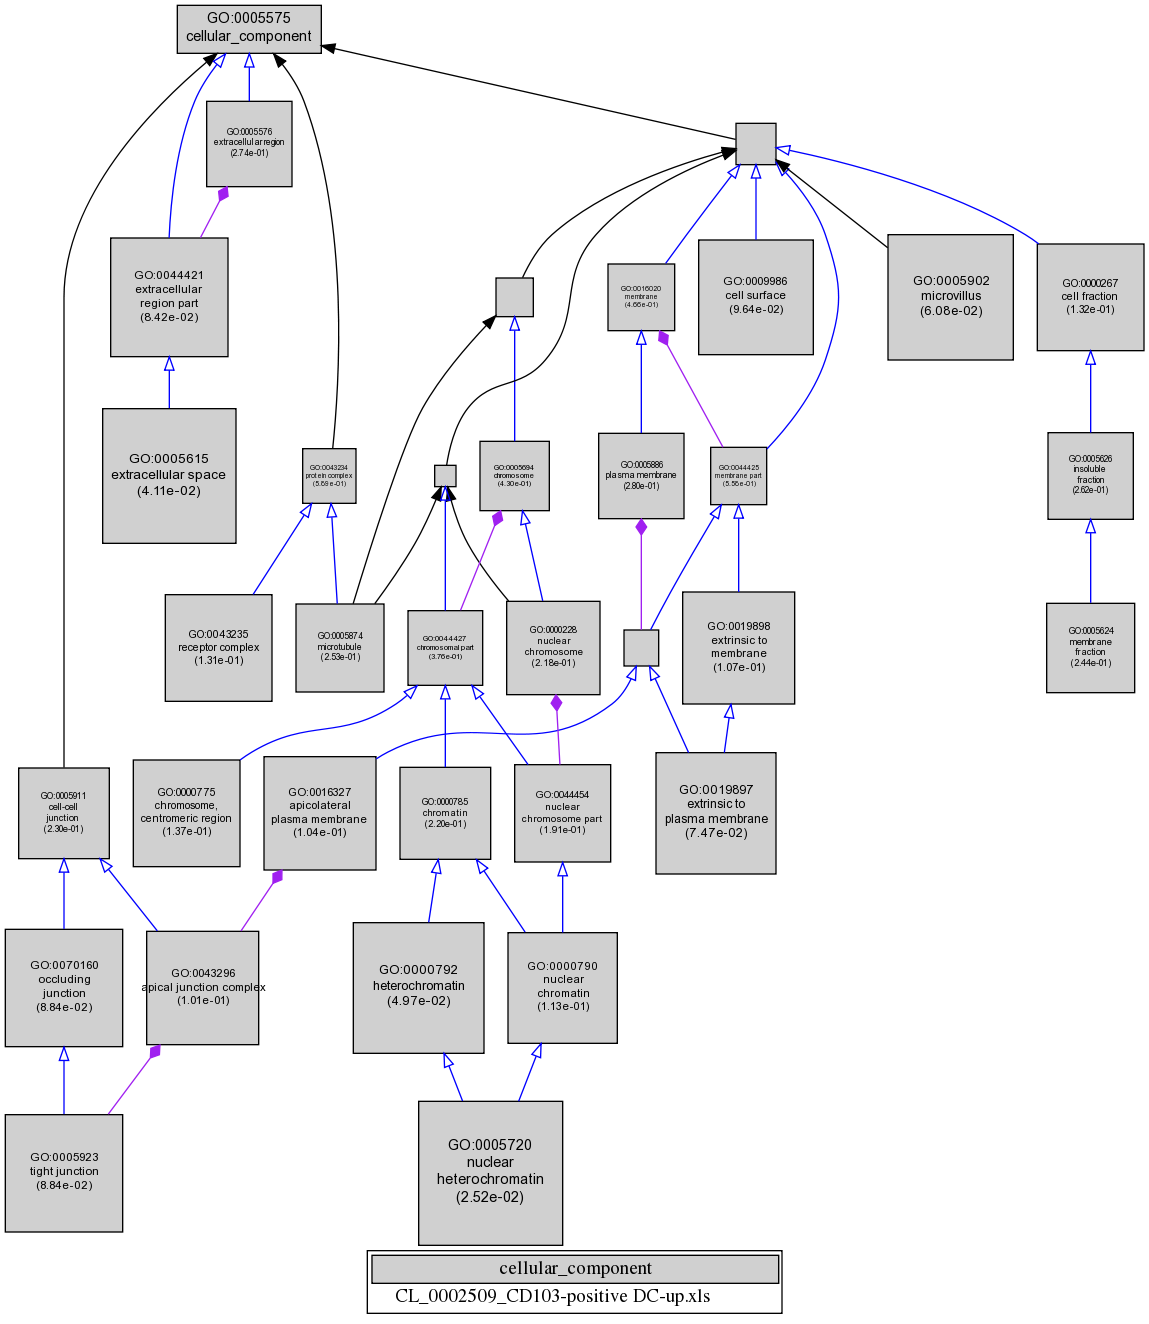 GO:0005575
cellular_component
GO:0005576
extracellular region
(2.74e-01)
GO:0044421
extracellular
region part
(8.42e-02)
GO:0016020
membrane
(4.66e-01)
GO:0009986
cell surface
(9.64e-02)
GO:0005902
microvillus
(6.08e-02)
GO:0000267
cell fraction
(1.32e-01)
GO:0005615
extracellular space
(4.11e-02)
GO:0043234
protein complex
(5.69e-01)
GO:0005694
chromosome
(4.30e-01)
GO:0005886
plasma membrane
(2.80e-01)
GO:0044425
membrane part
(5.56e-01)
GO:0005626
insoluble
fraction
(2.62e-01)
GO:0043235
receptor complex
(1.31e-01)
GO:0005874
microtubule
(2.53e-01)
GO:0044427
chromosomal part
(3.76e-01)
GO:0000228
nuclear
chromosome
(2.18e-01)
GO:0019898
extrinsic to
membrane
(1.07e-01)
GO:0005624
membrane
fraction
(2.44e-01)
GO:0005911
cell-cell
junction
(2.30e-01)
GO:0000775
chromosome,
centromeric region
(1.37e-01)
GO:0016327
apicolateral
plasma membrane
(1.04e-01)
GO:0000785
chromatin
(2.20e-01)
GO:0044454
nuclear
chromosome part
(1.91e-01)
GO:0019897
extrinsic to
plasma membrane
(7.47e-02)
GO:0070160
occluding
junction
(8.84e-02)
GO:0043296
apical junction complex
(1.01e-01)
GO:0000792
heterochromatin
(4.97e-02)
GO:0000790
nuclear
chromatin
(1.13e-01)
GO:0005923
tight junction
(8.84e-02)
GO:0005720
nuclear
heterochromatin
(2.52e-02)
cellular_component
CL_0002509_CD103-positive DC-up.xls